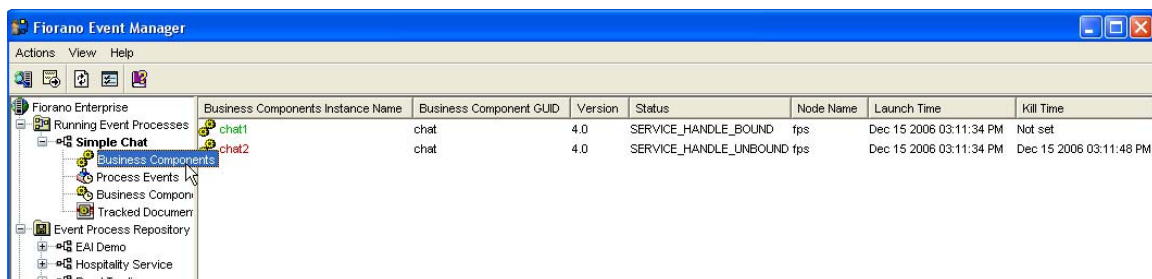 Fiorano Event Manager
Actions View Help
Fiorano Enterprise
Running Event Processes
Simple Chat
Business Components
Process Events
Business Compon
Tracked Documen
Event Process Repository
EAI Demo
Hospitality Service
Business Components Instance Name Business Component GUID Version Status Node Name Launch Time Kill Time
chat1 chat 4.0 SERVICE_HANDLE_BOUND fps Dec 15 2006 03:11:34 PM Not set
chat2 chat 4.0 SERVICE_HANDLE_UNBOUND fps Dec 15 2006 03:11:34 PM Dec 15 2006 03:11:48 PM